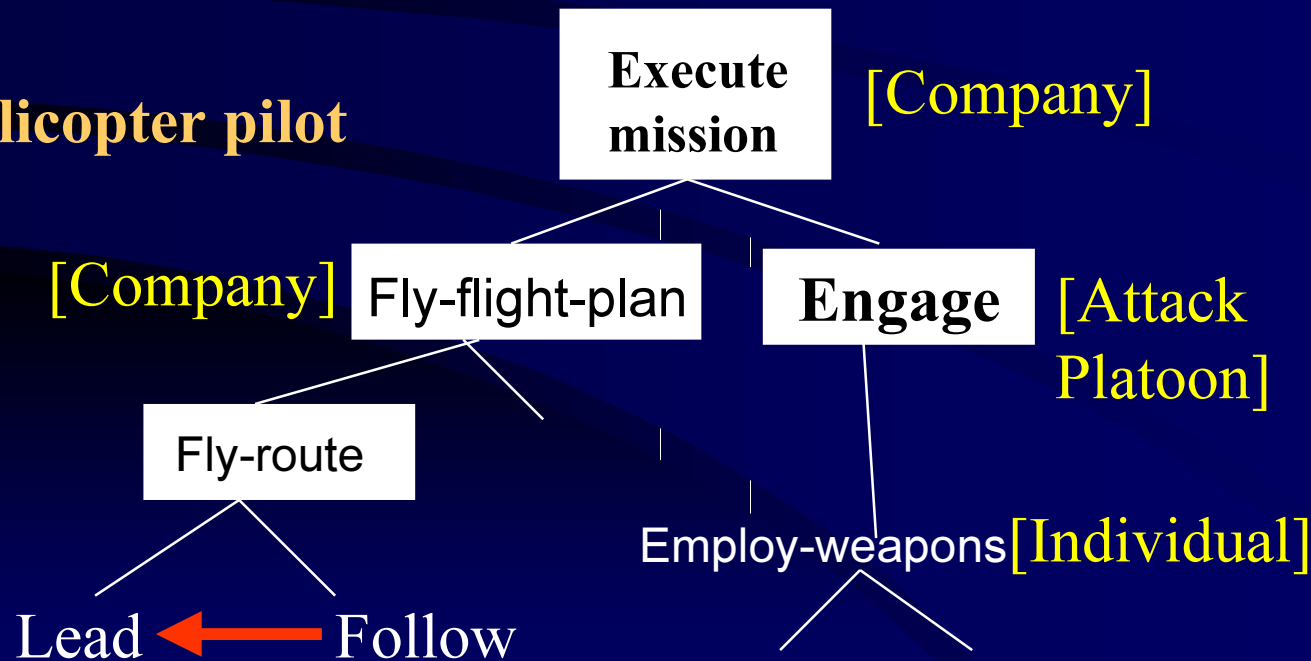 Execute
mission
[Company]
licopter pilot
[Company]
Fly-flight-plan
Engage
[Attack
Platoon]
Fly-route
Employ-weapons[Individual]
Lead
Follow